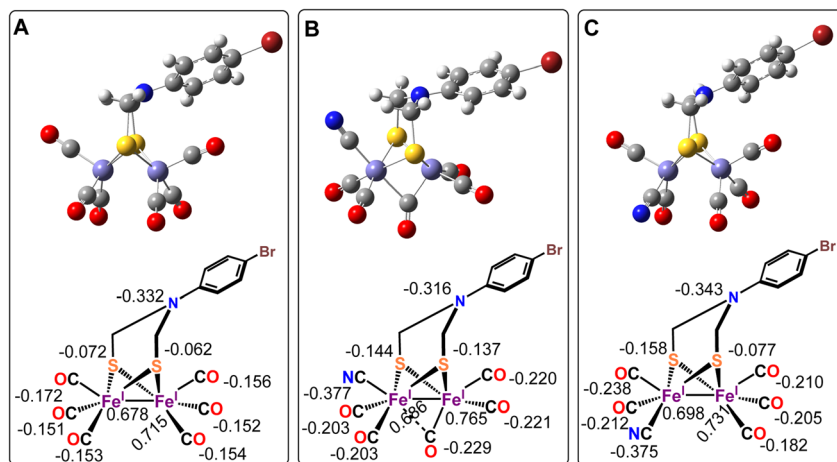 A
Br
-0.332
N
-0.072
-0.062
S
S
OC
CO
-0.172
-0.156
Fe^I
Fe^I
OC
CO
-0.151
0.678
0.715
-0.152
OC
CO
-0.153
-0.154
B
Br
-0.316
N
-0.144
-0.137
S
S
NC
CO
-0.377
-0.220
Fe^I
Fe^I
OC
CO
-0.203
0.686
0.765
-0.221
OC
C
O
-0.203
-0.229
C
Br
-0.343
N
-0.158
-0.077
S
S
OC
CO
-0.238
-0.210
Fe^I
Fe^I
OC
CO
-0.212
0.698
0.731
-0.205
NC
CO
-0.375
-0.182